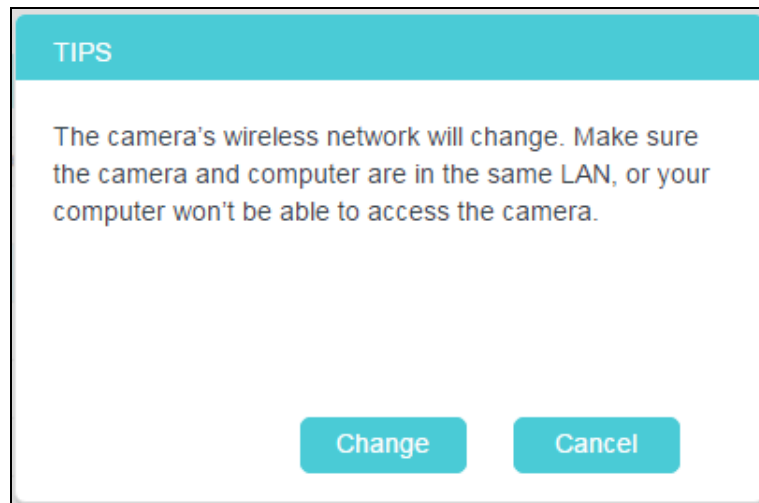 TIPS
The camera's wireless network will change. Make sure
the camera and computer are in the same LAN, or your
computer won't be able to access the camera.
Change
Cancel